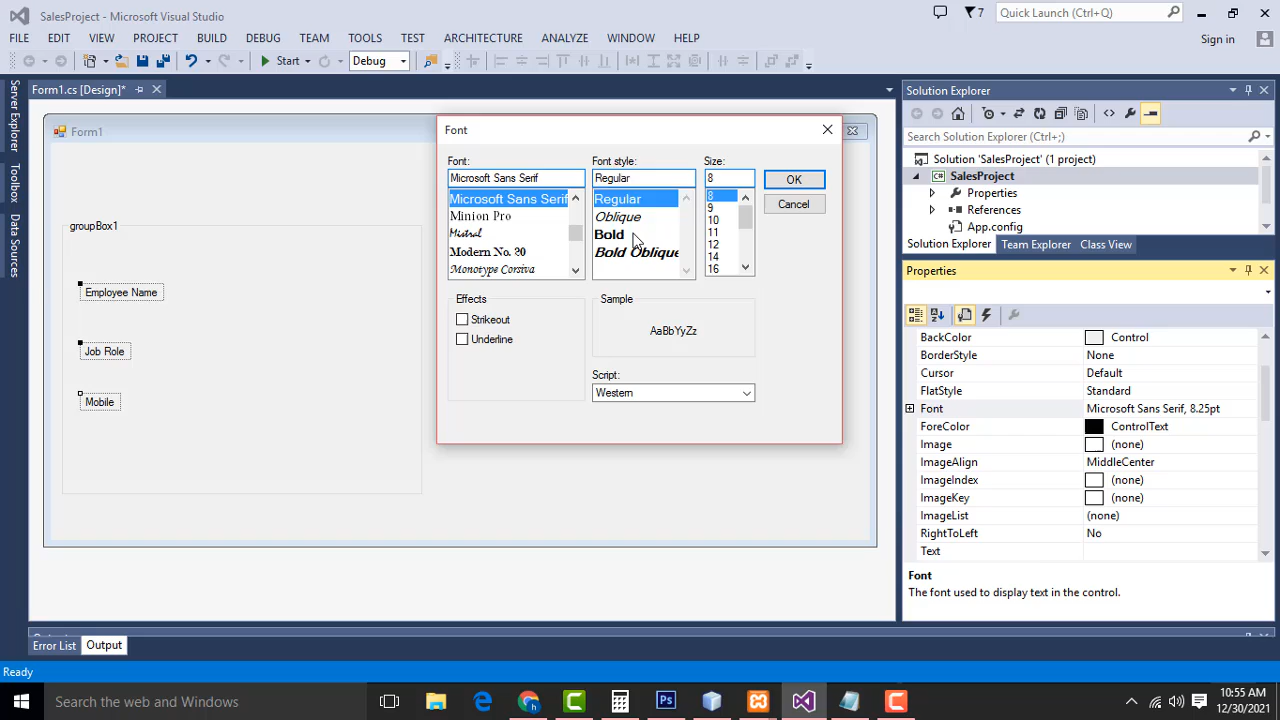 SalesProject - Microsoft Visual Studio
7
Quick Launch (Ctrl+Q)
FILE EDIT VIEW PROJECT BUILD DEBUG TEAM TOOLS TEST ARCHITECTURE ANALYZE WINDOW HELP
Sign in
Start
Debug
Server Explorer
Toolbox
Data Sources
Form1.cs [Design]*
Form1
groupBox1
Employee Name
Job Role
Mobile
Font
Font:
Font style:
Size:
Microsoft Sans Serif
Regular
8
OK
Cancel
Microsoft Sans Serif
Minion Pro
Mistral
Modern No. 20
Monotype Corsiva
Regular
Oblique
Bold
Bold Oblique
8
9
10
11
12
14
16
Effects
Strikeout
Underline
Sample
AaBbYyZz
Script:
Western
Solution Explorer
Search Solution Explorer (Ctrl+;)
Solution 'SalesProject' (1 project)
C#
SalesProject
Properties
References
App.config
Solution Explorer Team Explorer Class View
Properties
BackColor Control
BorderStyle None
Cursor Default
FlatStyle Standard
Font Microsoft Sans Serif, 8.25pt
ForeColor ControlText
Image (none)
ImageAlign MiddleCenter
ImageIndex (none)
ImageKey (none)
ImageList (none)
RightToLeft No
Text
Font
The font used to display text in the control.
Error List Output
Ready
Search the web and Windows
Ps
10:55 AM
12/30/2021